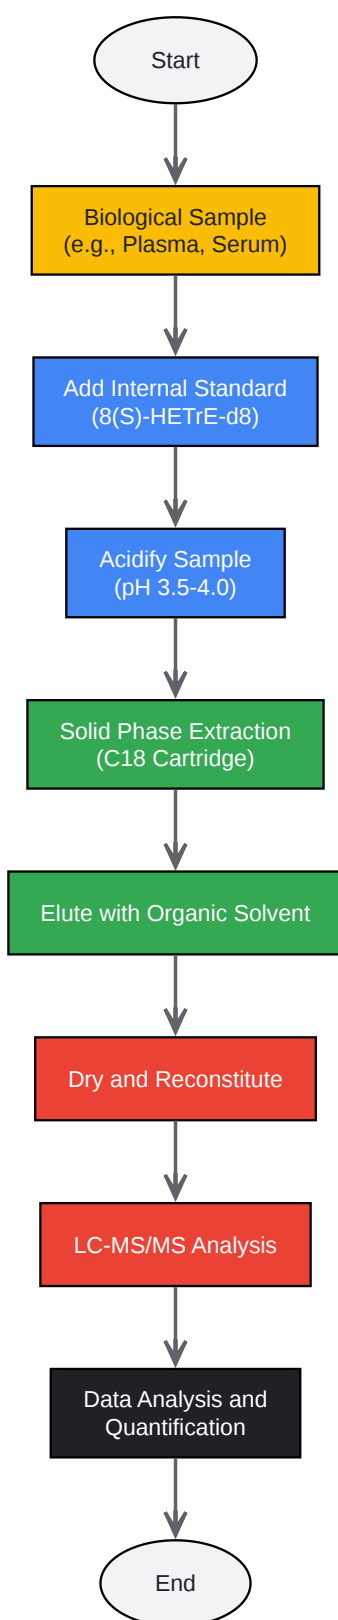 Start
Biological Sample
(e.g., Plasma, Serum)
Add Internal Standard
(8(S)-HETrE-d8)
Acidify Sample
(pH 3.5-4.0)
Solid Phase Extraction
(C18 Cartridge)
Elute with Organic Solvent
Dry and Reconstitute
LC-MS/MS Analysis
Data Analysis and
Quantification
End